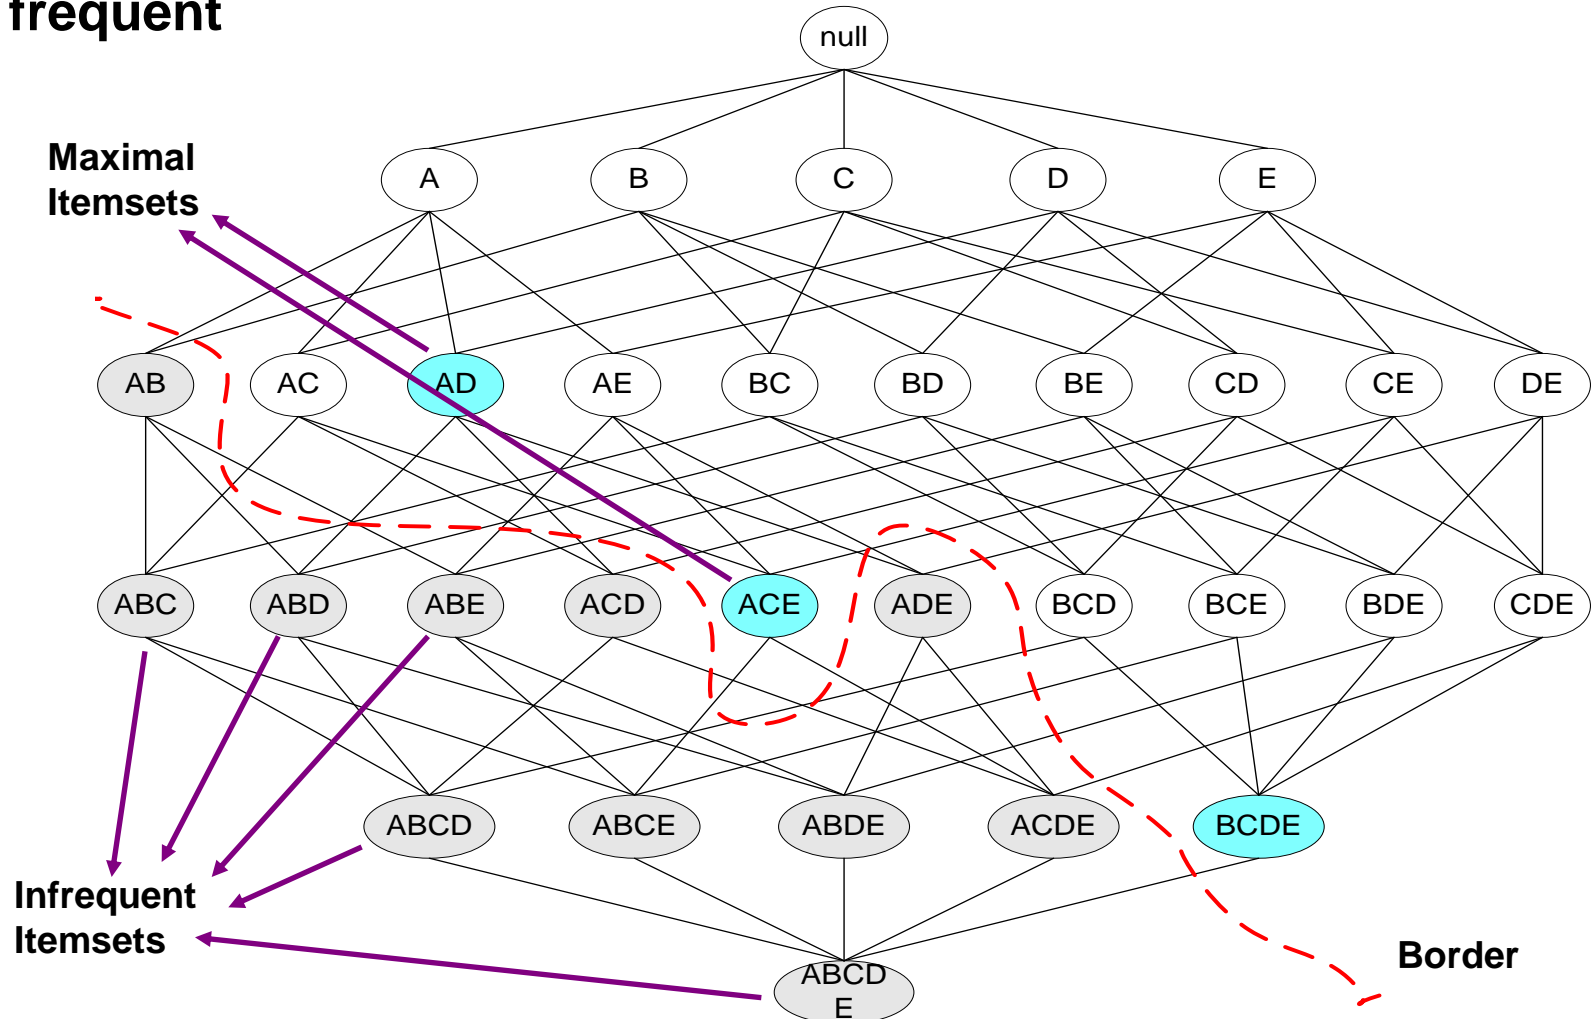 frequent
null
Maximal
Itemsets
A B C D E
AB AC AD AE BC BD BE CD CE DE
ABC ABD ABE ACD ACE ADE BCD BCE BDE CDE
ABCD ABCE ABDE ACDE BCDE
Infrequent
Itemsets
Border
ABCD
E